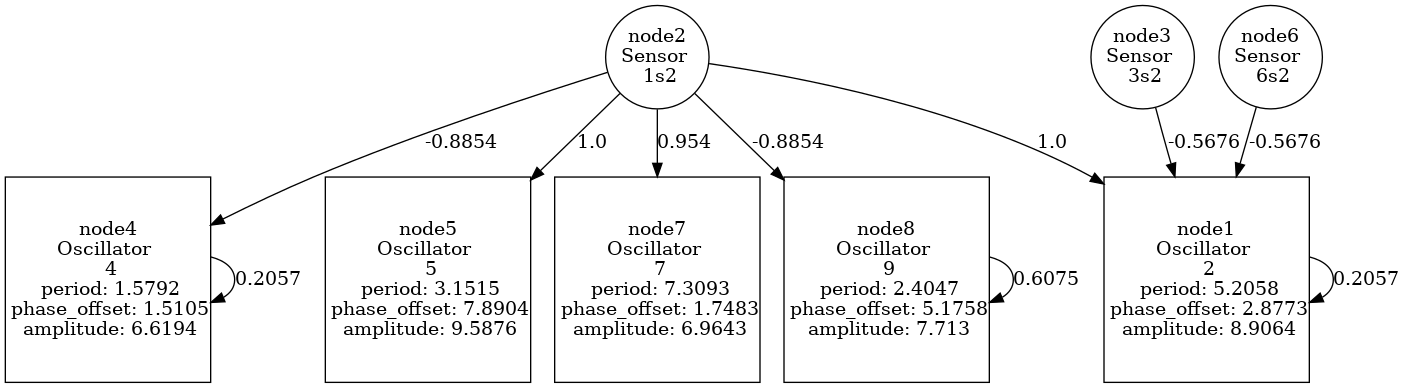 node2
Sensor
1s2
node3
Sensor
3s2
node6
Sensor
6s2
-0.8854
1.0
0.954
-0.8854
1.0
-0.5676
-0.5676
node4
Oscillator
4
period: 1.5792
phase_offset: 1.5105
amplitude: 6.6194
0.2057
node5
Oscillator
5
period: 3.1515
phase_offset: 7.8904
amplitude: 9.5876
node7
Oscillator
7
period: 7.3093
phase_offset: 1.7483
amplitude: 6.9643
node8
Oscillator
9
period: 2.4047
phase_offset: 5.1758
amplitude: 7.713
0.6075
node1
Oscillator
2
period: 5.2058
phase_offset: 2.8773
amplitude: 8.9064
0.2057